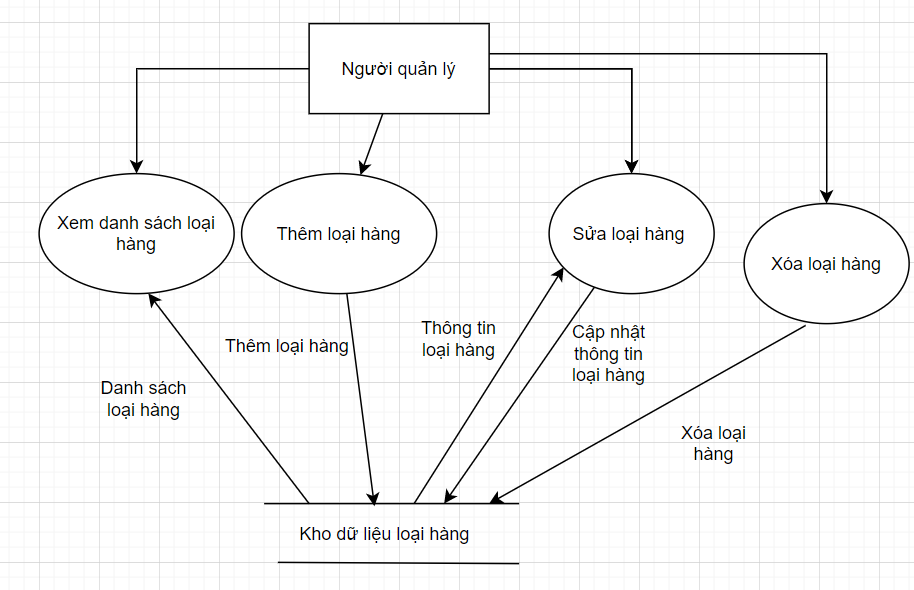 Người quản lý
Xem danh sách loại
hàng
Thêm loại hàng
Sửa loại hàng
Xóa loại hàng
Thêm loại hàng
Thông tin
loại hàng
Cập nhật
thông tin
loại hàng
Danh sách
loại hàng
Xóa loại
hàng
Kho dữ liệu loại hàng